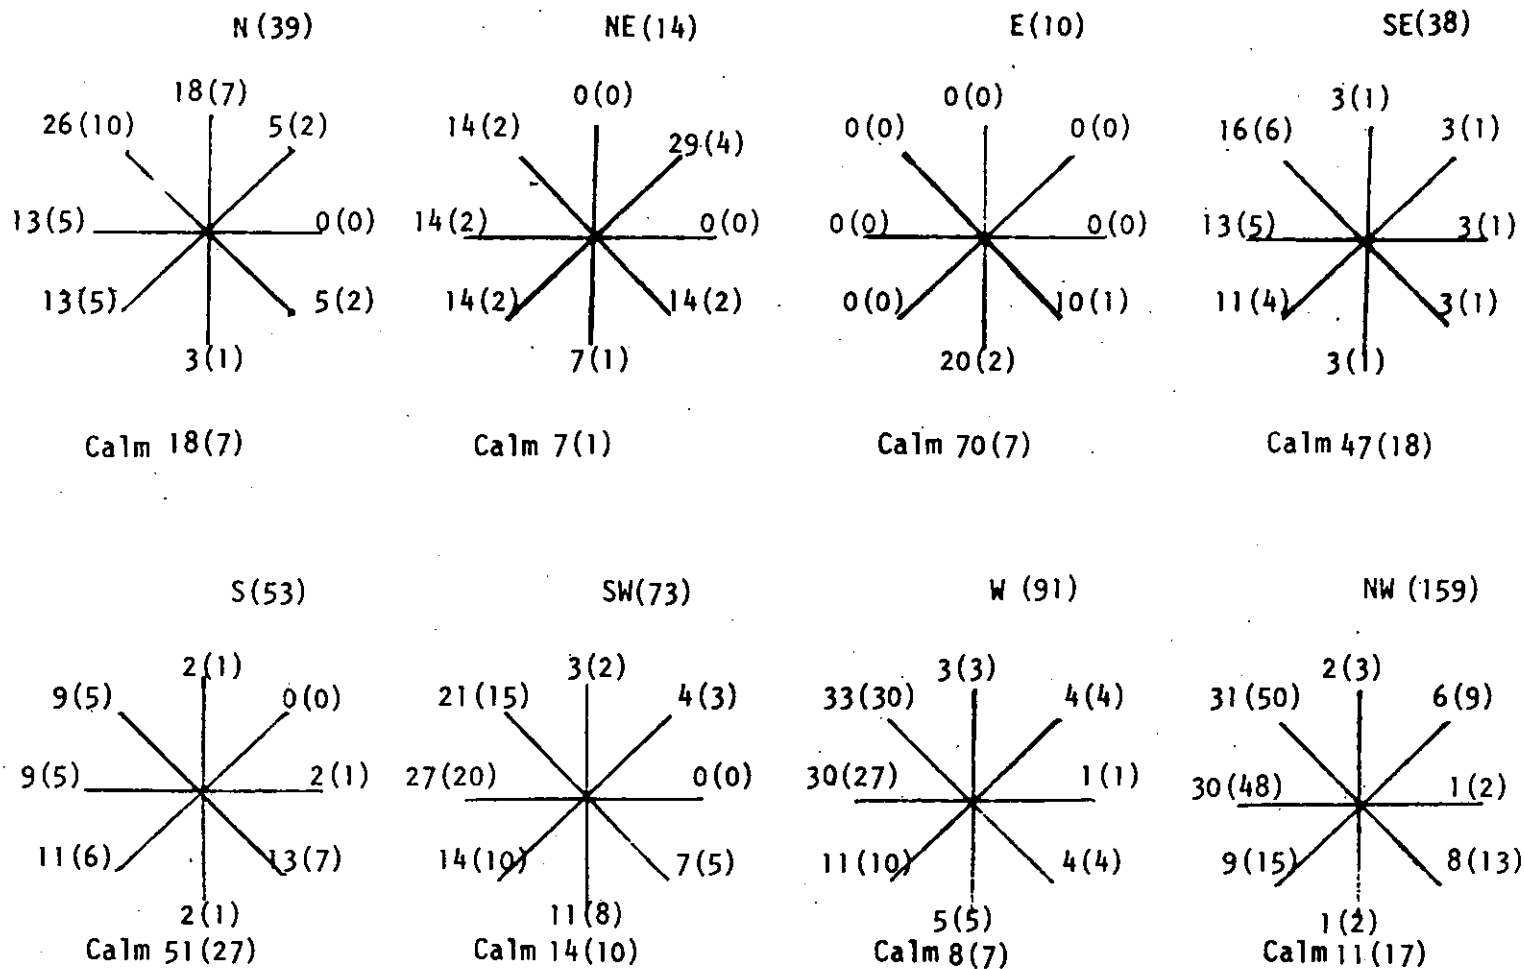 N (39) NE (14) E(10) SE(38)
18(7) 0(0) 0(0) 3(1)
26(10) 5(2) 14(2) 29(4) 0(0) 0(0) 16(6) 3(1)
13(5) 0(0) 14(2) 0(0) 0(0) 0(0) 13(5) 3(1)
13(5) 5(2) 14(2) 14(2) 0(0) 10(1) 11(4) 3(1)
3(1) 7(1) 20(2) 3(1)
Calm 18(7) Calm 7(1) Calm 70(7) Calm 47(18)
S(53) SW(73) W (91) NW (159)
2(1) 3(2) 3(3) 2(3)
9(5) 0(0) 21(15) 4(3) 33(30) 4(4) 31(50) 6(9)
9(5) 2(1) 27(20) 0(0) 30(27) 1(1) 30(48) 1(2)
11(6) 13(7) 14(10) 7(5) 11(10) 4(4) 9(15) 8(13)
2(1) 11(8) 5(5) 1(2)
Calm 51(27) Calm 14(10) Calm 8(7) Calm 11(17)